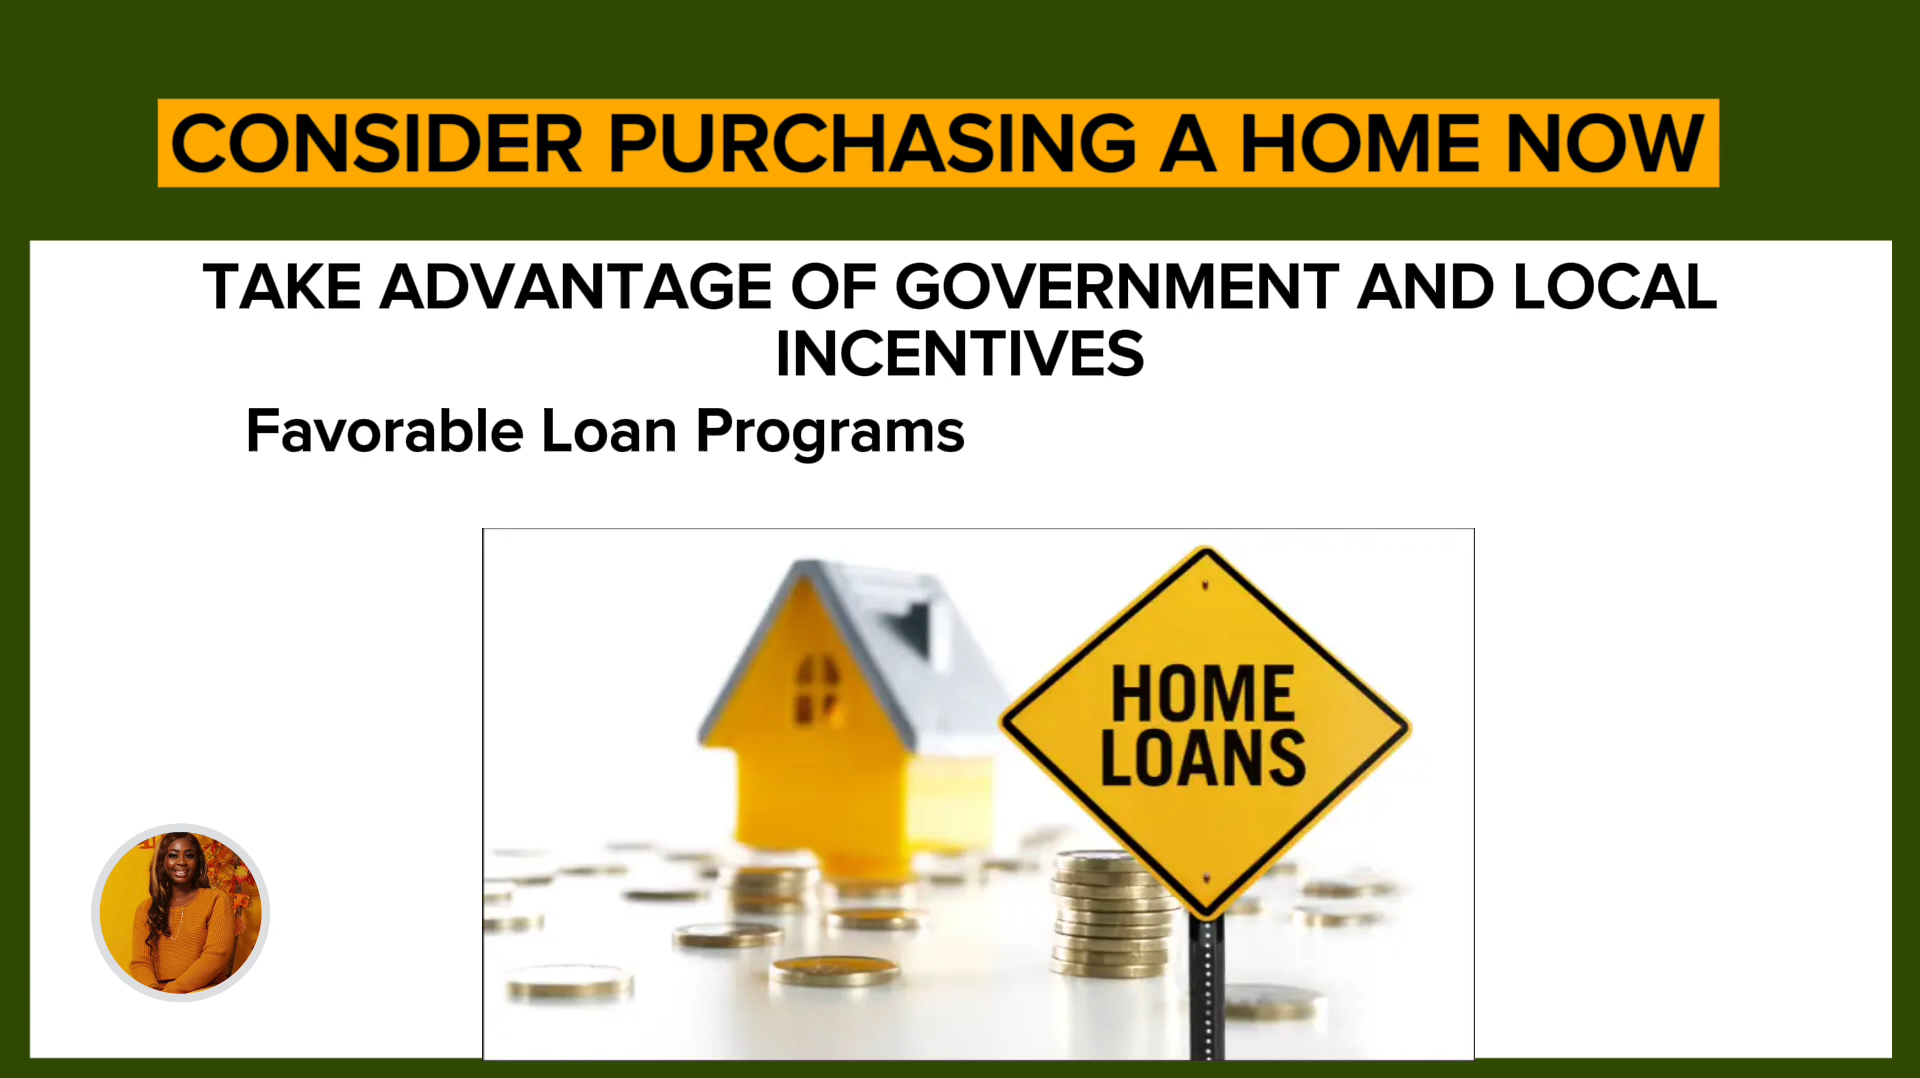 CONSIDER PURCHASING A HOME NOW
TAKE ADVANTAGE OF GOVERNMENT AND LOCAL
INCENTIVES
Favorable Loan Programs
HOME
LOANS